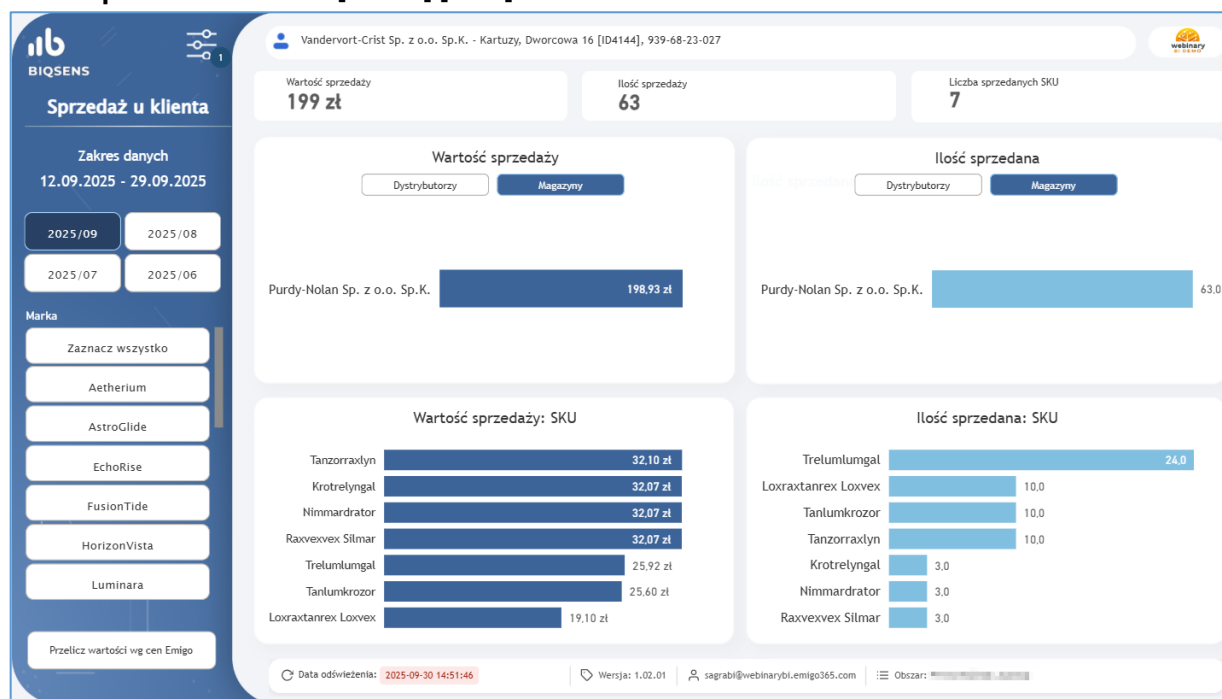 BIQSENS
1
Sprzedaż u klienta
Zakres danych
12.09.2025 - 29.09.2025
2025/09 2025/08
2025/07 2025/06
Marka
Zaznacz wszystko
Aetherium
AstroGlide
EchoRise
FusionTide
HorizonVista
Luminara
Przelicz wartości wg cen Emigo
Vandervort-Crist Sp. z o.o. Sp.K. - Kartuzy, Dworcowa 16 [ID4144], 939-68-23-027
webinary
BI DEMO
Wartość sprzedaży
199 zł
Ilość sprzedaży
63
Liczba sprzedanych SKU
7
Wartość sprzedaży
Dystrybutorzy Magazyny
Purdy-Nolan Sp. z o.o. Sp.K. 198,93 zł
Ilość sprzedana
Dystrybutorzy Magazyny
Purdy-Nolan Sp. z o.o. Sp.K. 63,0
Wartość sprzedaży: SKU
Tanzorraxlyn 32,10 zł
Krotrelyngal 32,07 zł
Nimmardrator 32,07 zł
Raxvexvex Silmar 32,07 zł
Trelumlumgal 25,92 zł
Tanlumkrozor 25,60 zł
Loxraxtanrex Loxvex 19,10 zł
Ilość sprzedana: SKU
Trelumlumgal 24,0
Loxraxtanrex Loxvex 10,0
Tanlumkrozor 10,0
Tanzorraxlyn 10,0
Krotrelyngal 3,0
Nimmardrator 3,0
Raxvexvex Silmar 3,0
Data odświeżenia: 2025-09-30 14:51:46 Wersja: 1.02.01 sagrabi@webinarybi.emigo365.com Obszar: